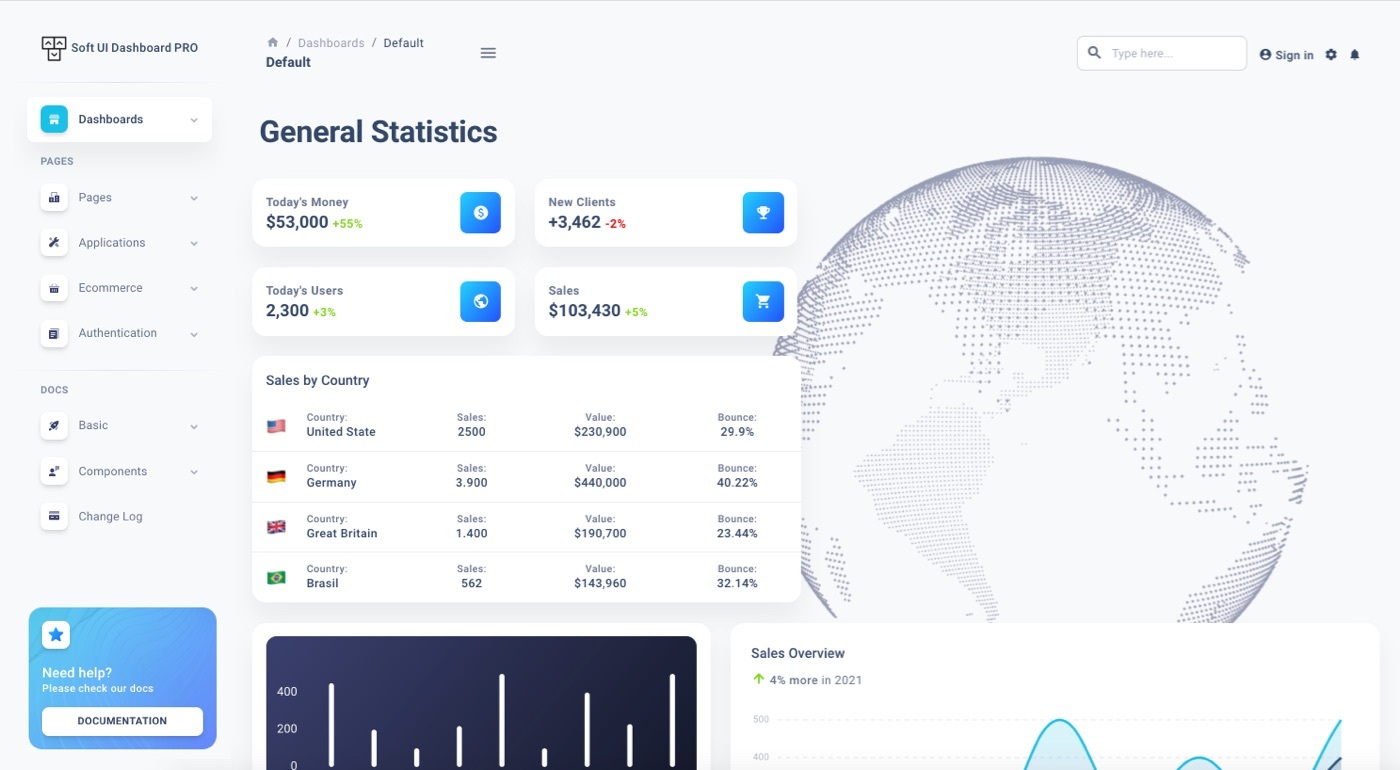 Soft UI Dashboard PRO
/ Dashboards / Default
Default
Type here...
Sign in
Dashboards
PAGES
Pages
Applications
Ecommerce
Authentication
DOCS
Basic
Components
Change Log
Need help?
Please check our docs
DOCUMENTATION
General Statistics
Today's Money
$53,000 +55%
New Clients
+3,462 -2%
Today's Users
2,300 +3%
Sales
$103,430 +5%
Sales by Country
Country: Sales: Value: Bounce:
United State 2500 $230,900 29.9%
Country: Sales: Value: Bounce:
Germany 3.900 $440,000 40.22%
Country: Sales: Value: Bounce:
Great Britain 1.400 $190,700 23.44%
Country: Sales: Value: Bounce:
Brasil 562 $143,960 32.14%
400
200
0
Sales Overview
4% more in 2021
500
400